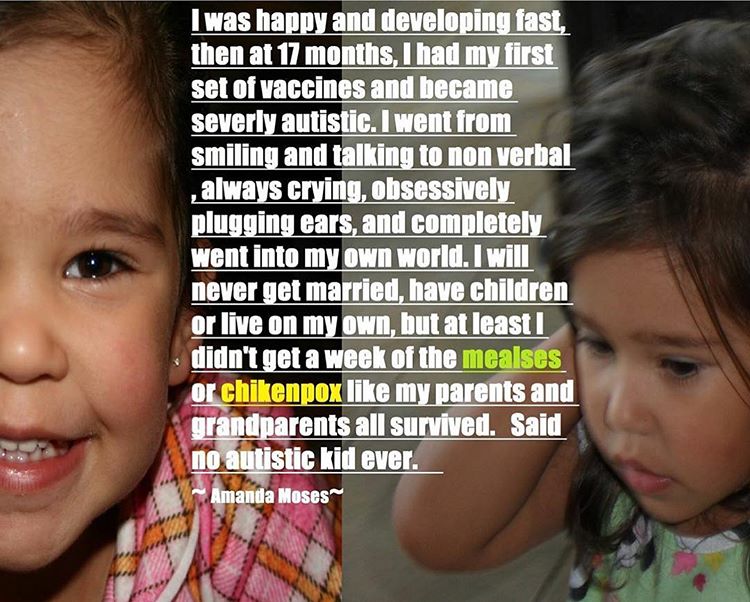 I was happy and developing fast,
then at 17 months, I had my first
set of vaccines and became
severly autistic. I went from
smiling and talking to non verbal
, always crying, obsessively
plugging ears, and completely
went into my own world. I will
never get married, have children
or live on my own, but at least I
didn't get a week of the mealses
or chikenpox like my parents and
grandparents all survived. Said
no autistic kid ever.
~ Amanda Moses~